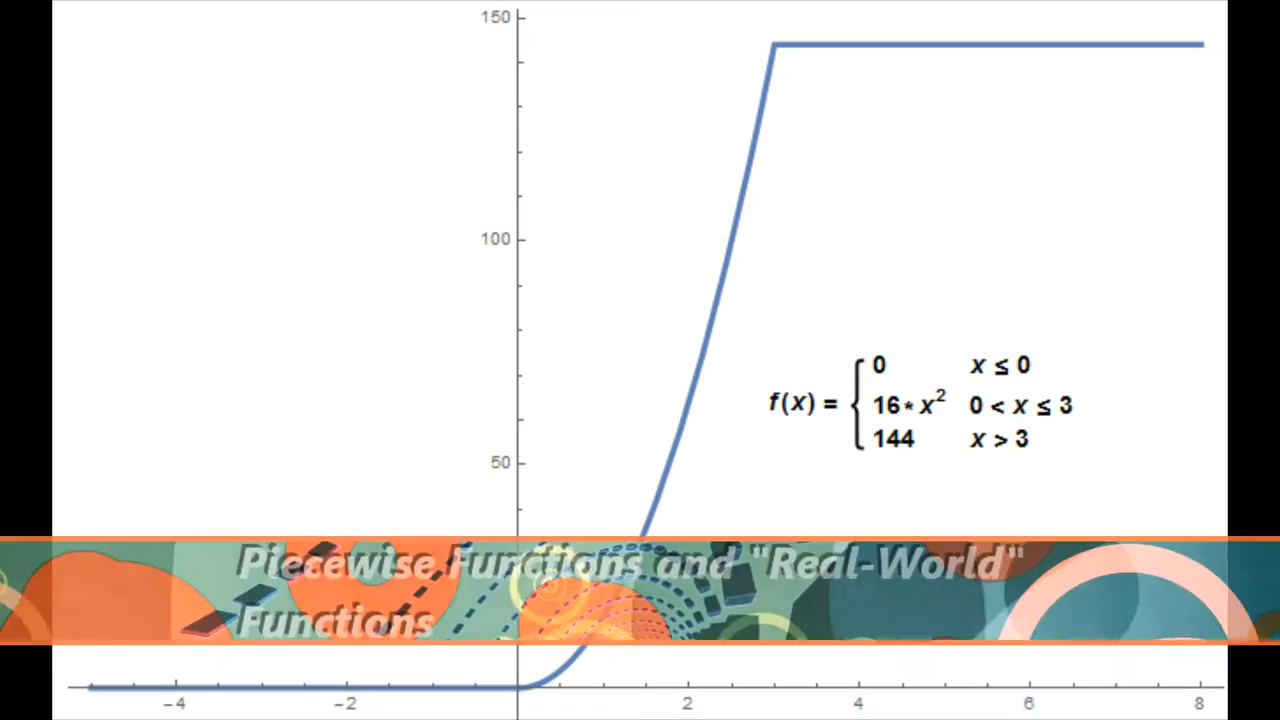 150
100
50
f(x) = { 0 x ≤ 0
16*x² 0 < x ≤ 3
144 x > 3
Piecewise Functions and "Real-World"
Functions
-4 -2 2 4 6 8